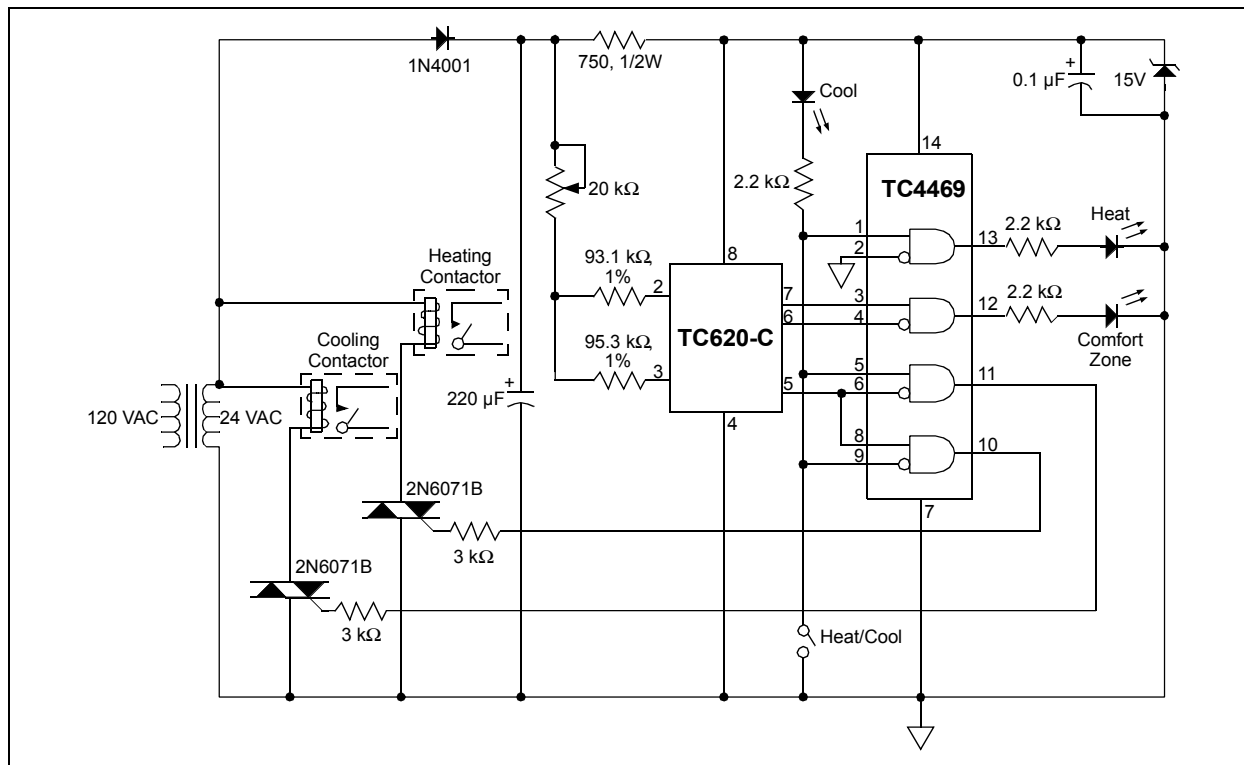 1N4001
750, 1/2W
0.1 µF
+
15V
Cool
20 kΩ
2.2 kΩ
14
TC4469
1
2
13
2.2 kΩ
Heat
Heating
Contactor
93.1 kΩ,
1%
2
8
TC620-C
7
6
3
4
12
2.2 kΩ
Comfort
Zone
Cooling
Contactor
95.3 kΩ,
1%
3
5
4
5
6
11
120 VAC
24 VAC
220 µF
+
8
9
10
7
2N6071B
3 kΩ
2N6071B
3 kΩ
Heat/Cool